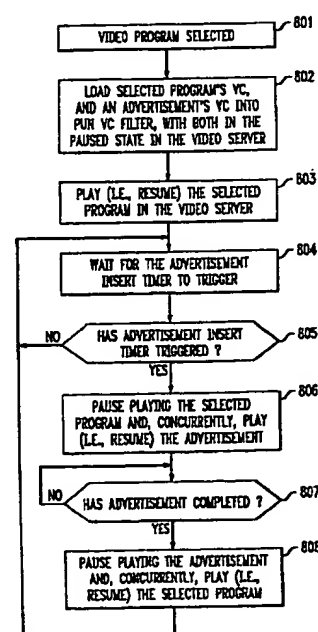 801
VIDEO PROGRAM SELECTED
802
LOAD SELECTED PROGRAM'S VC,
AND AN ADVERTISEMENT'S VC INTO
PUN VC FILTER, WITH BOTH IN THE
PAUSED STATE IN THE VIDEO SERVER
803
PLAY (I.E., RESUME) THE SELECTED
PROGRAM IN THE VIDEO SERVER
804
WAIT FOR THE ADVERTISEMENT
INSERT TIMER TO TRIGGER
805
NO
HAS ADVERTISEMENT INSERT
TIMER TRIGGERED ?
YES
806
PAUSE PLAYING THE SELECTED
PROGRAM AND, CONCURRENTLY, PLAY
(I.E., RESUME) THE ADVERTISEMENT
807
NO
HAS ADVERTISEMENT COMPLETED ?
YES
808
PAUSE PLAYING THE ADVERTISEMENT
AND, CONCURRENTLY, PLAY (I.E.,
RESUME) THE SELECTED PROGRAM